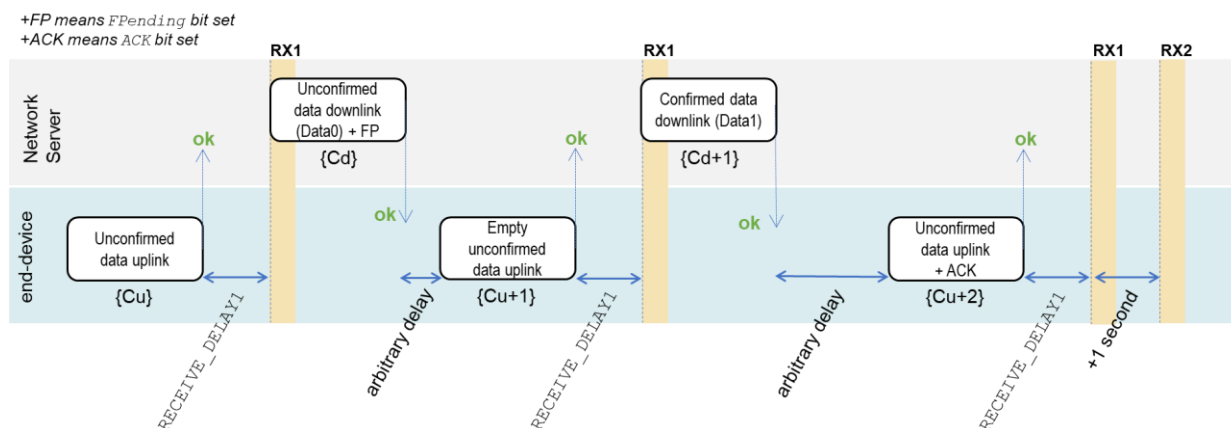 +FP means FPending bit set
+ACK means ACK bit set
RX1
RX1
RX1
RX2
Network
Server
Unconfirmed
data downlink
(Data0) + FP
{Cd}
Confirmed data
downlink (Data1)
{Cd+1}
ok
ok
ok
end-device
Unconfirmed
data uplink
{Cu}
ok
Empty
unconfirmed
data uplink
{Cu+1}
ok
Unconfirmed
data uplink
+ ACK
{Cu+2}
RECEIVE_DELAY1
arbitrary delay
RECEIVE_DELAY1
arbitrary delay
RECEIVE_DELAY1
+1 second